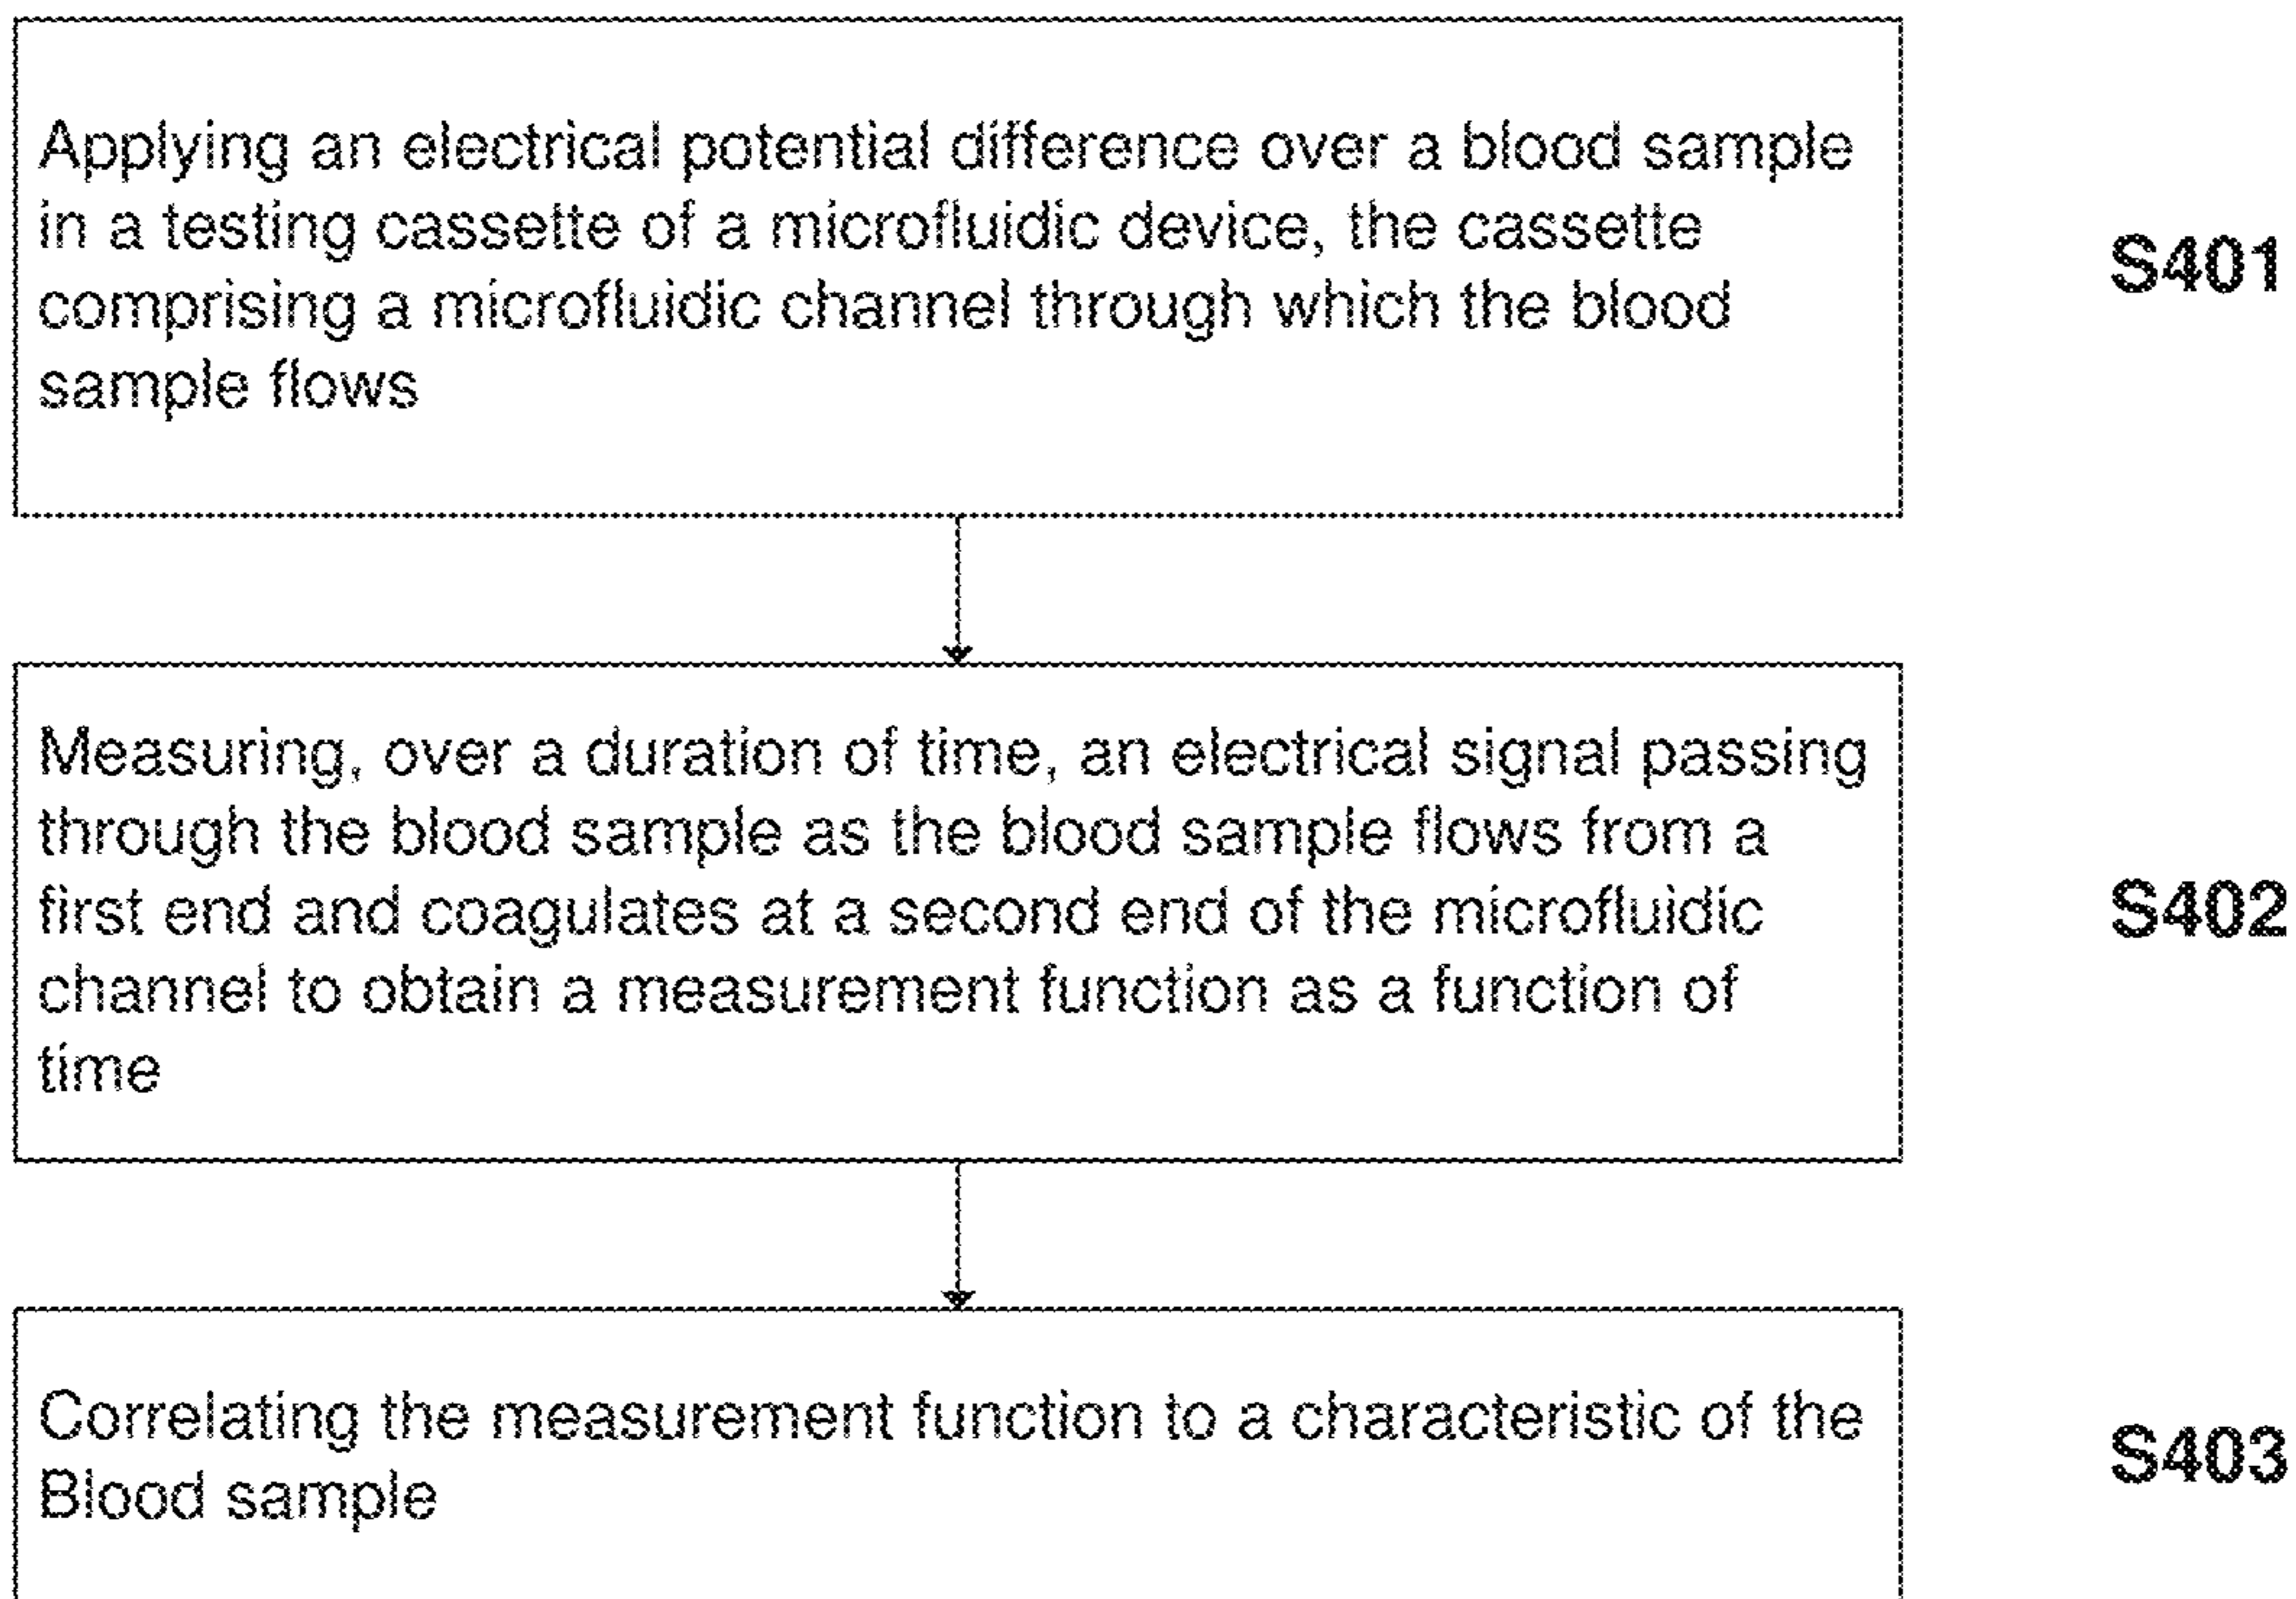 Applying an electrical potential difference over a blood sample
in a testing cassette of a microfluidic device, the cassette
comprising a microfluidic channel through which the blood
sample flows
S401
Measuring, over a duration of time, an electrical signal passing
through the blood sample as the blood sample flows from a
first end and coagulates at a second end of the microfluidic
channel to obtain a measurement function as a function of
time
S402
Correlating the measurement function to a characteristic of the
Blood sample
S403